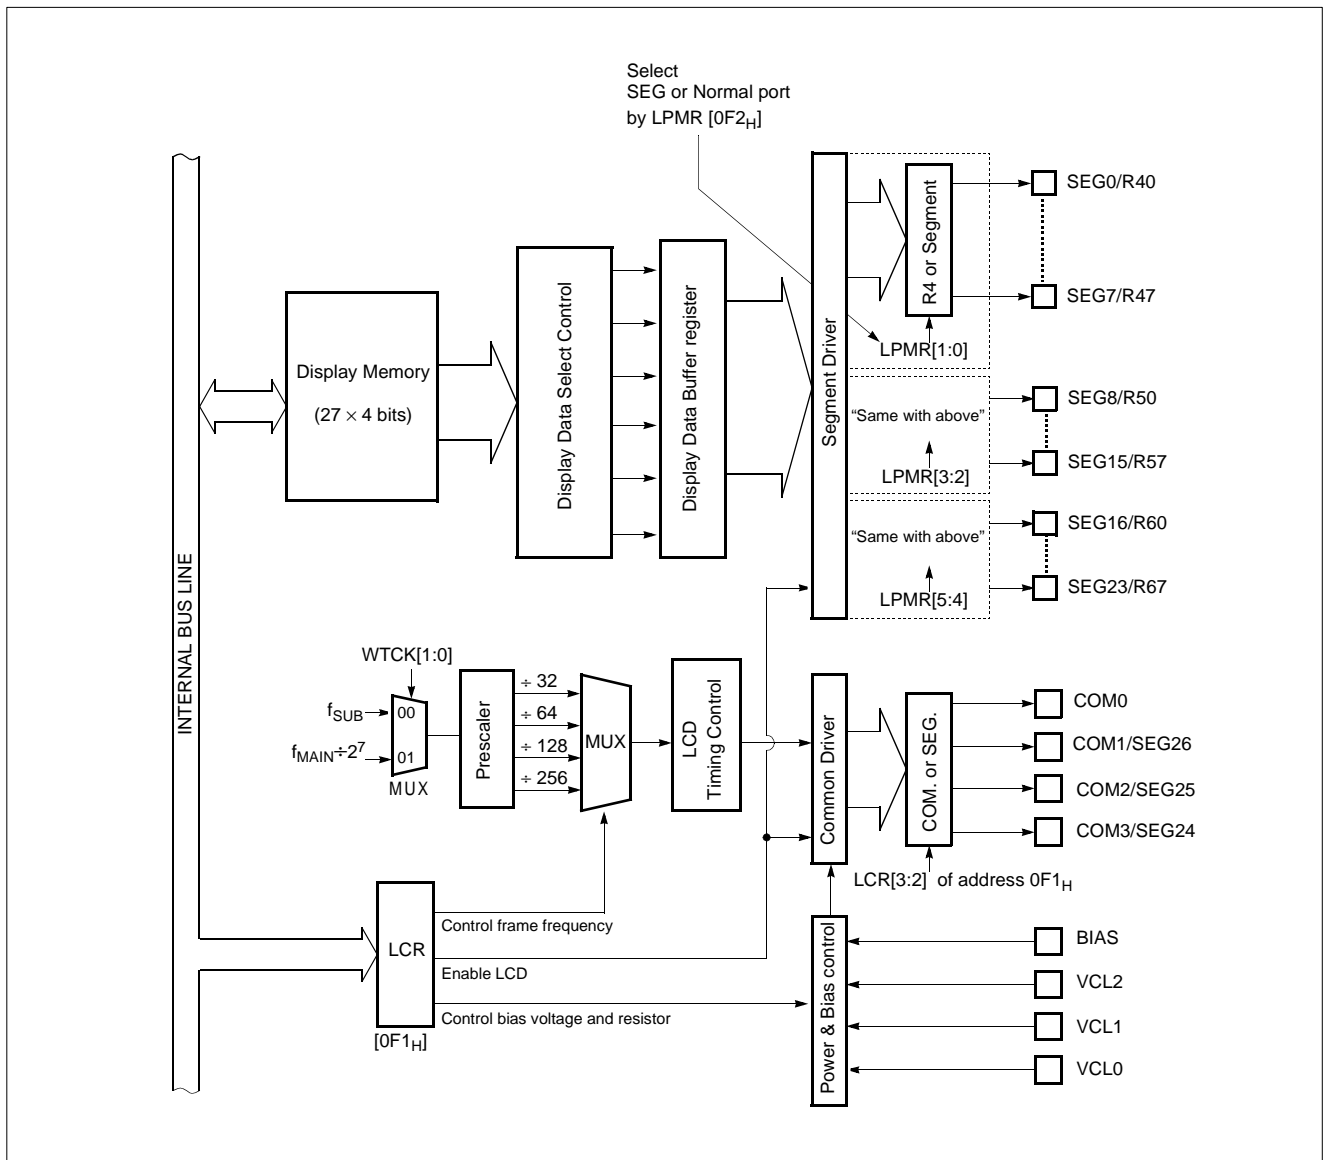 Select
SEG or Normal port
by LPMR [0F2H]
INTERNAL BUS LINE
Display Memory
(27 × 4 bits)
Display Data Select Control
Display Data Buffer register
Segment Driver
R4 or Segment
LPMR[1:0]
SEG0/R40
SEG7/R47
“Same with above”
LPMR[3:2]
SEG8/R50
SEG15/R57
“Same with above”
LPMR[5:4]
SEG16/R60
SEG23/R67
WTCK[1:0]
fSUB
00
fMAIN÷2⁷
01
MUX
Prescaler
÷ 32
÷ 64
÷ 128
÷ 256
MUX
LCD
Timing Control
Common Driver
COM. or SEG.
COM0
COM1/SEG26
COM2/SEG25
COM3/SEG24
LCR[3:2] of address 0F1H
LCR
[0F1H]
Control frame frequency
Enable LCD
Control bias voltage and resistor
Power & Bias control
BIAS
VCL2
VCL1
VCL0